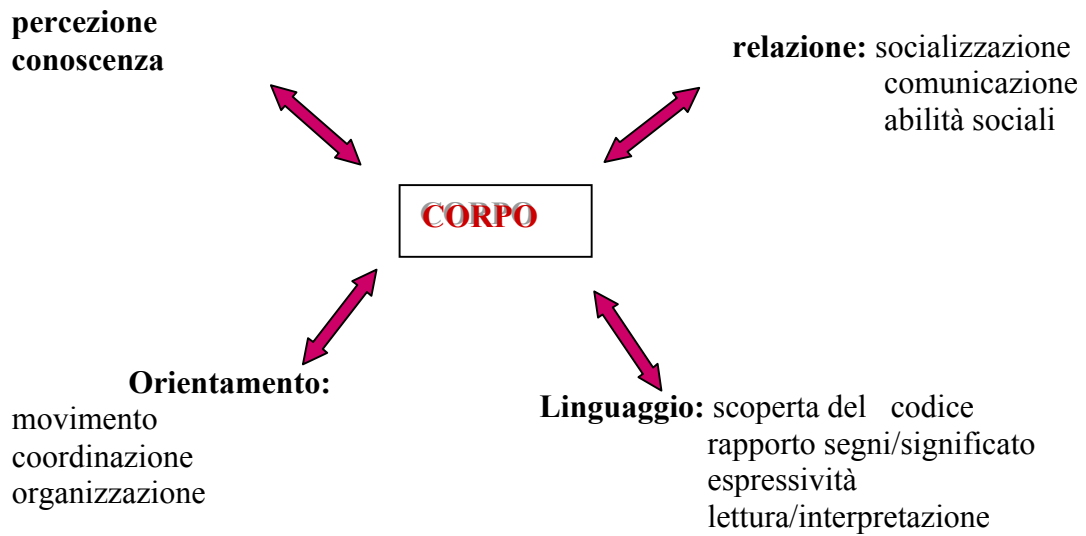 percezione
conoscenza
relazione: socializzazione
comunicazione
abilità sociali
CORPO
Orientamento:
movimento
coordinazione
organizzazione
Linguaggio: scoperta del codice
rapporto segni/significato
espressività
lettura/interpretazione